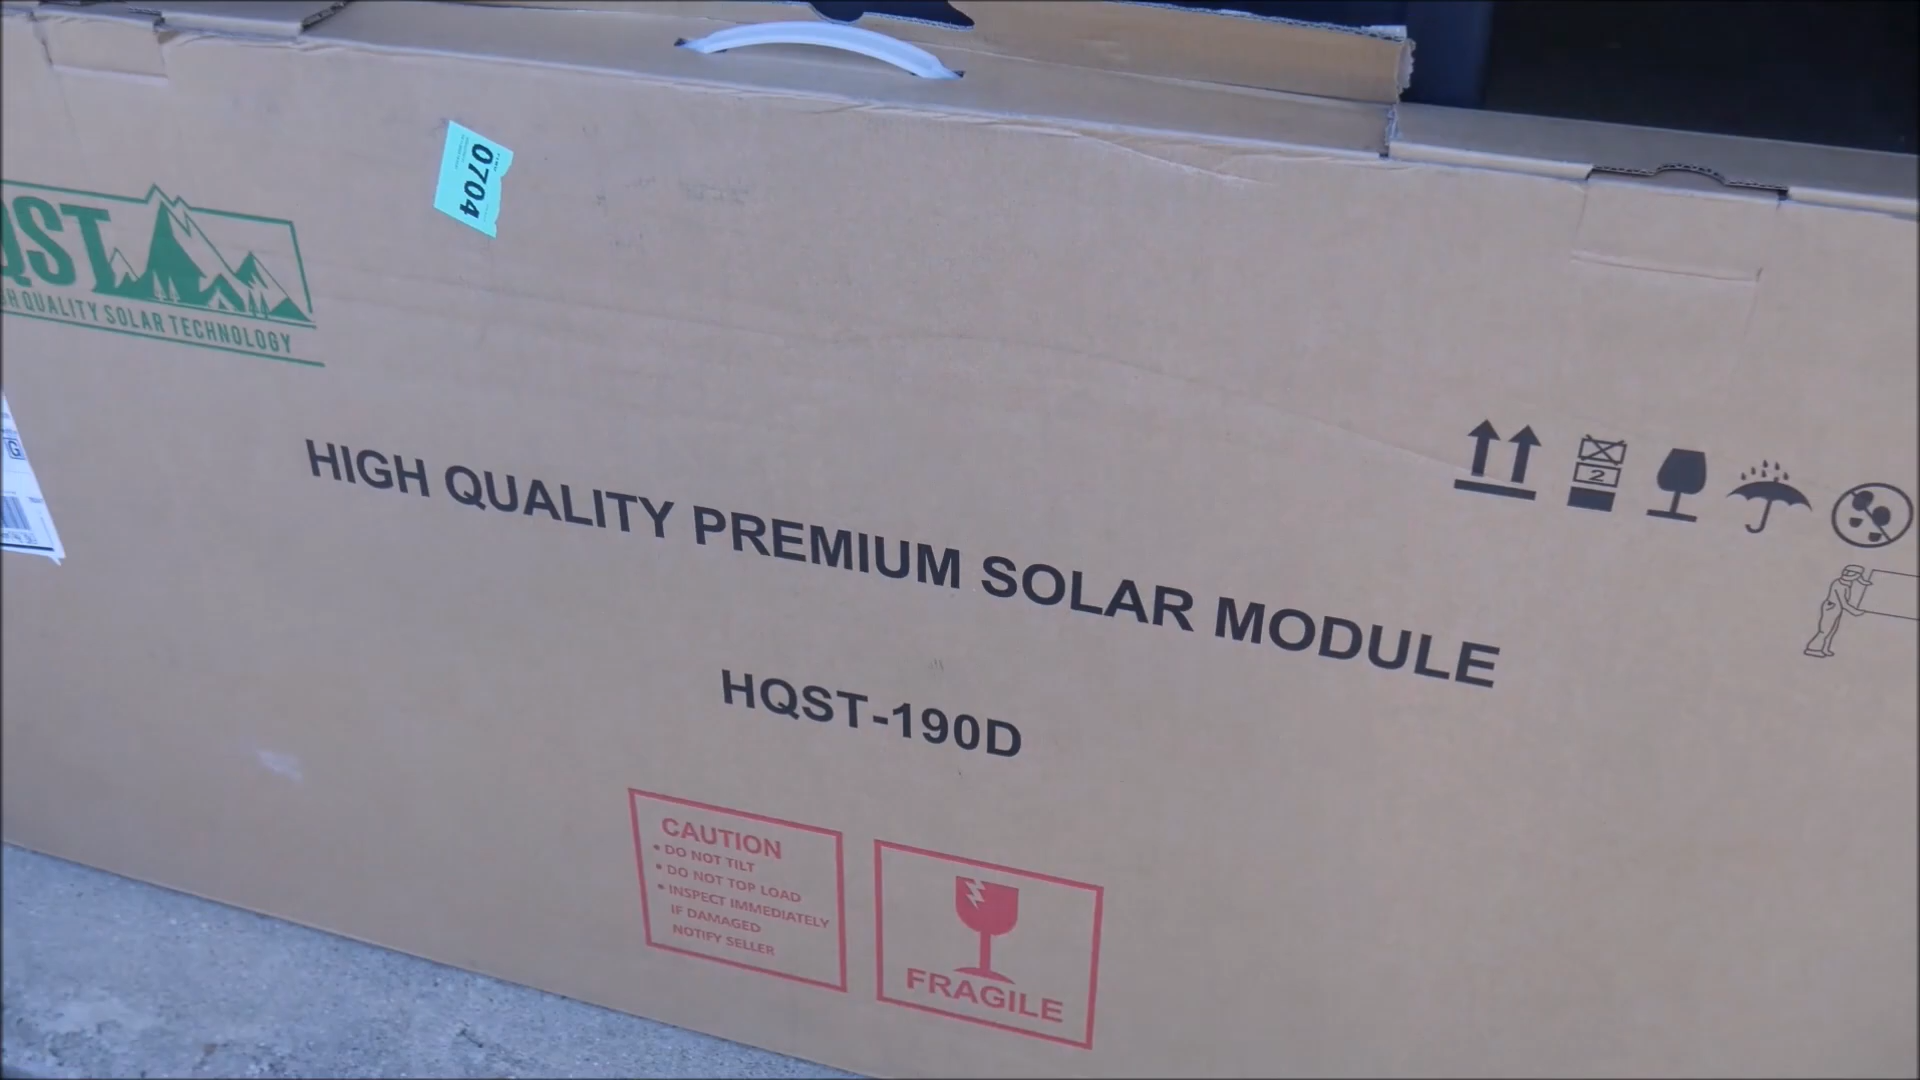 0704
QST
GH QUALITY SOLAR TECHNOLOGY
G
2
HIGH QUALITY PREMIUM SOLAR MODULE
HQST-190D
CAUTION
• DO NOT TILT
• DO NOT TOP LOAD
• INSPECT IMMEDIATELY
IF DAMAGED
NOTIFY SELLER
FRAGILE